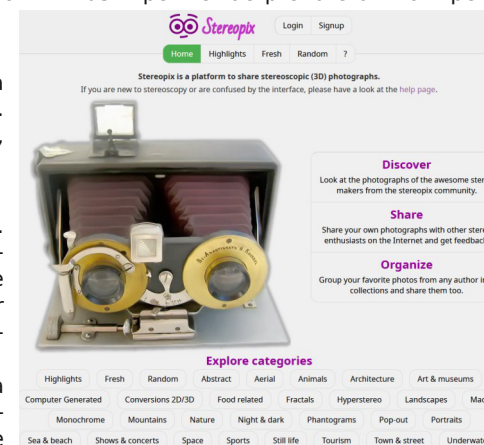 Stereopix
Login Signup
Home Highlights Fresh Random ?
Stereopix is a platform to share stereoscopic (3D) photographs.
If you are new to stereoscopy or are confused by the interface, please have a look at the help page.
Discover
Look at the photographs of the awesome
makers from the stereopix community.
Share
Share your own photographs with other
enthusiasts on the Internet and get
Organize
Group your favorite photos from any author
collections and share them too.
Explore categories
Highlights Fresh Random Abstract Aerial Animals Architecture Art & museums
Computer Generated Conversions 2D/3D Food related Fractals Hyperstereo Landscapes
Monochrome Mountains Nature Night & dark Phantograms Pop-out Portraits
Sea & beach Shows & concerts Space Sports Still life Tourism Town & street